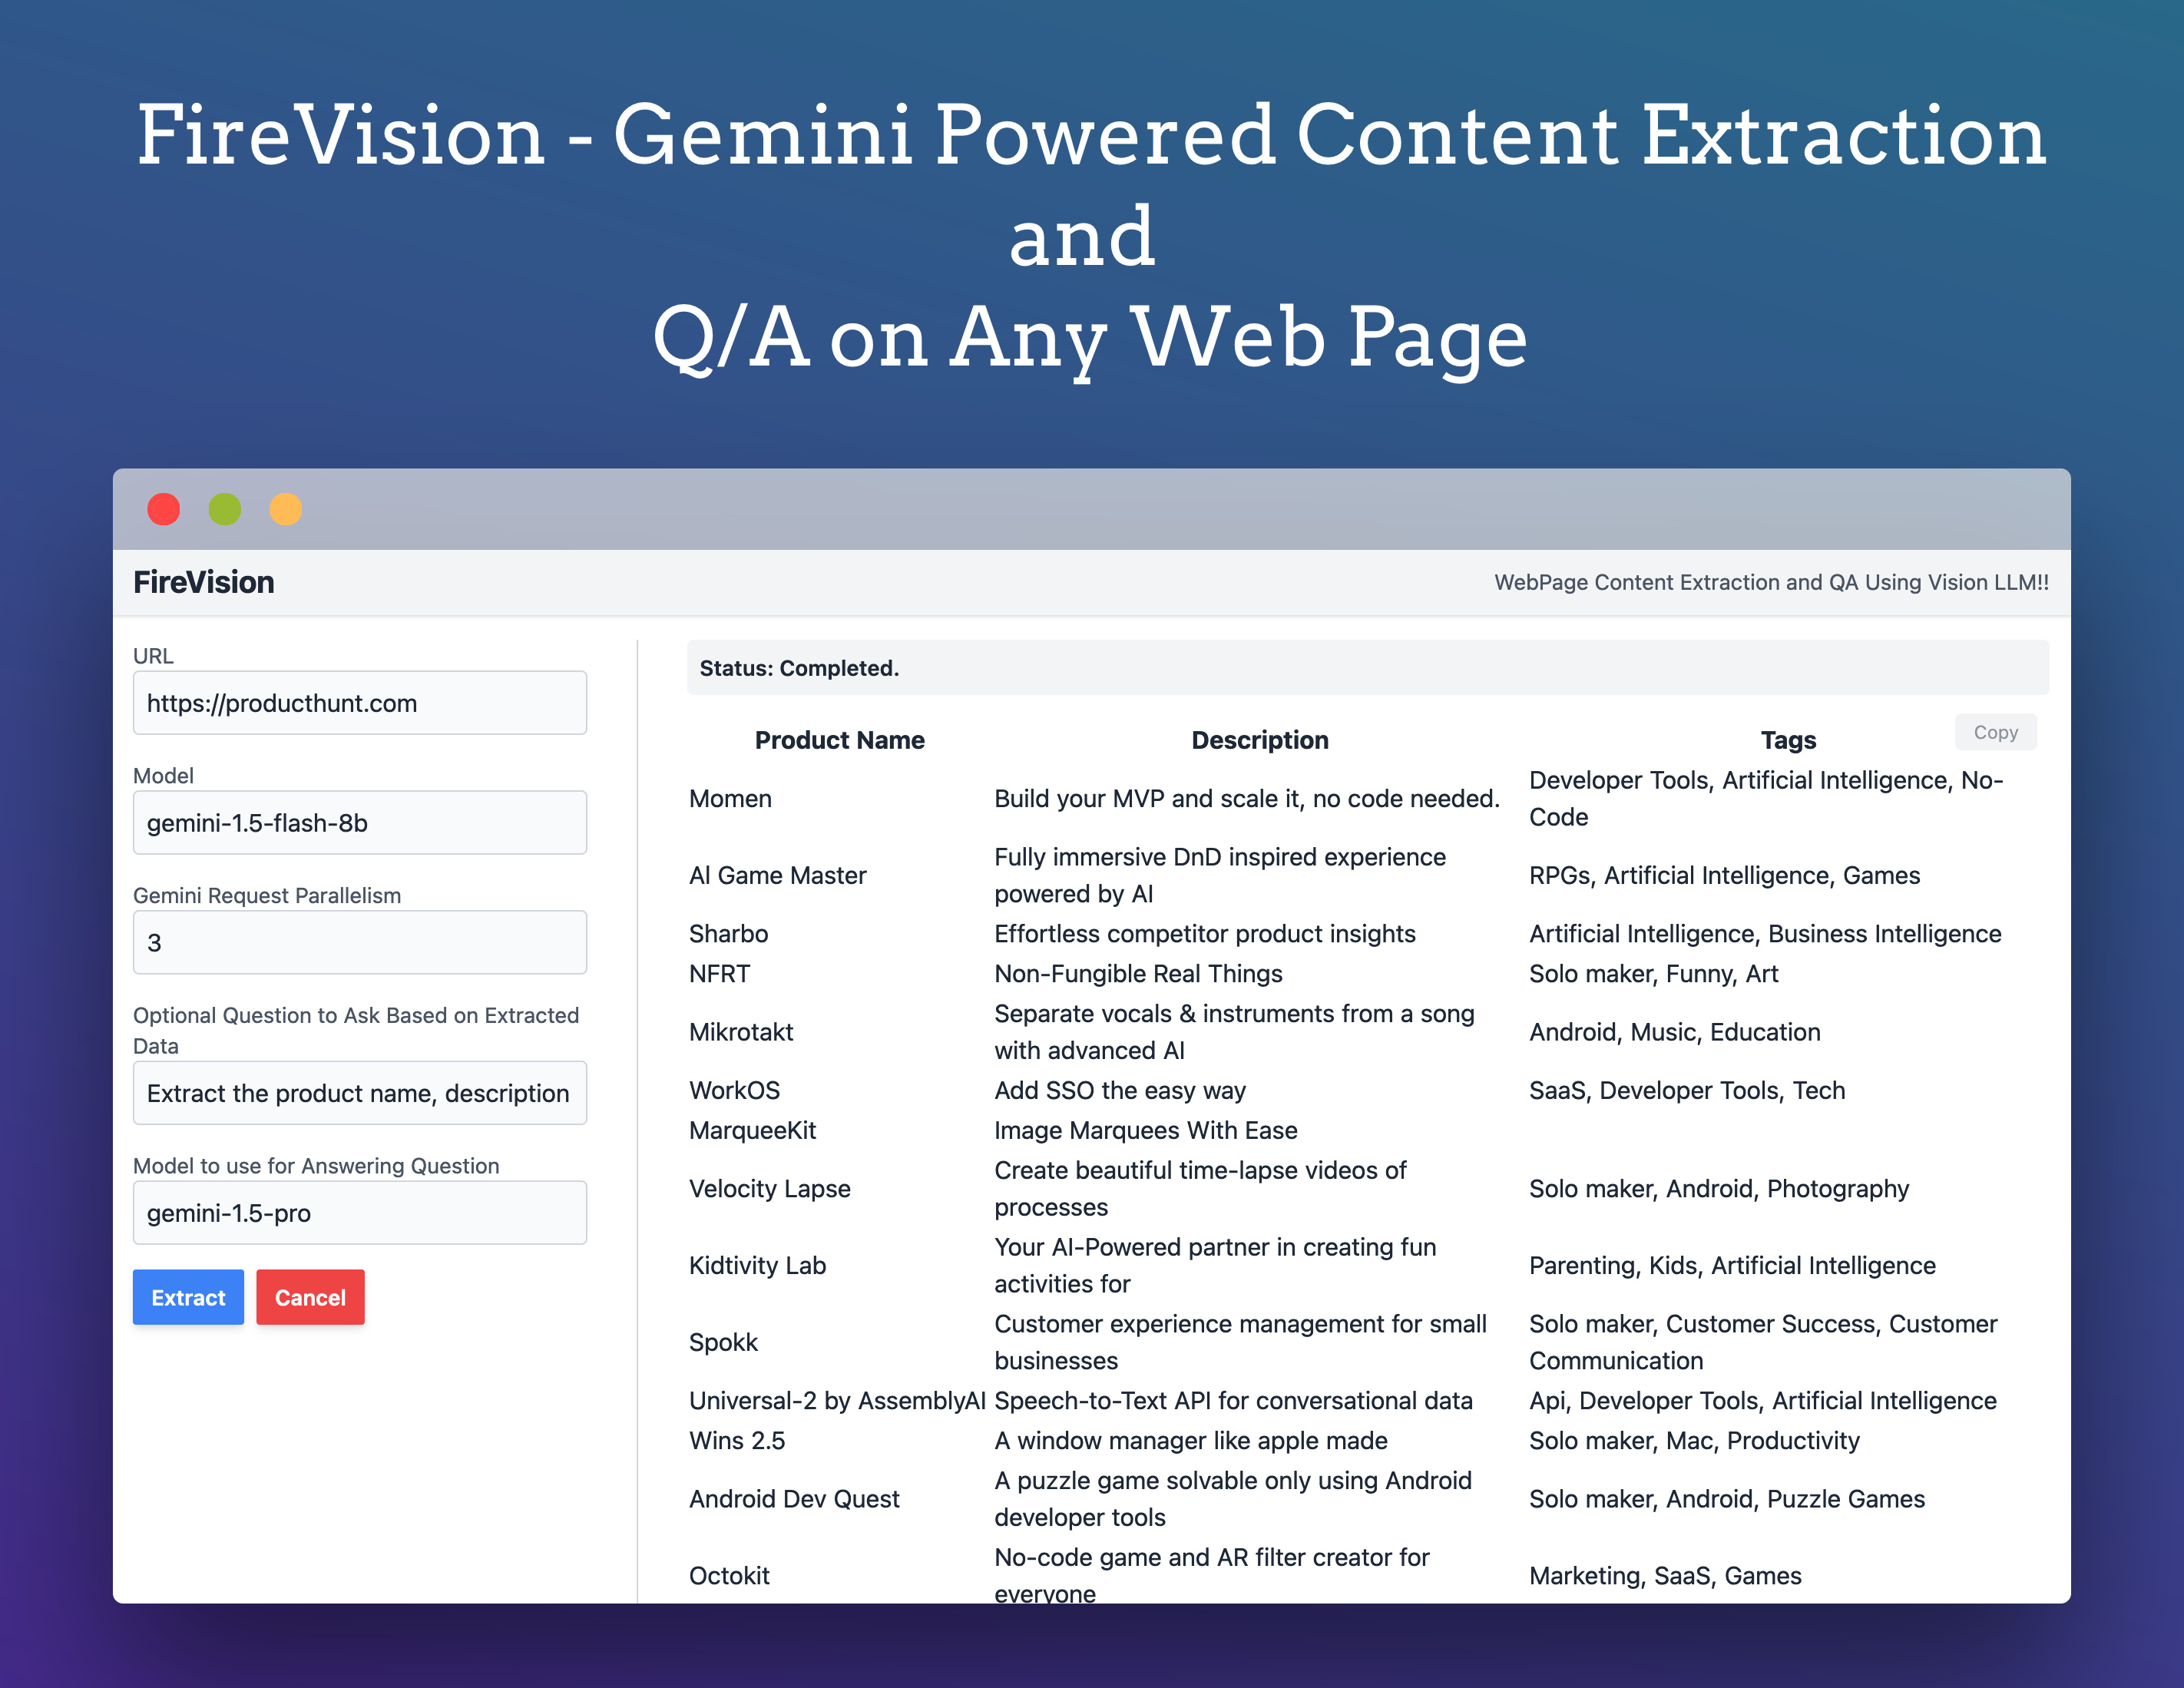 FireVision - Gemini Powered Content Extraction
and
Q/A on Any Web Page
FireVision
WebPage Content Extraction and QA Using Vision LLM!!
URL
https://producthunt.com
Model
gemini-1.5-flash-8b
Gemini Request Parallelism
3
Optional Question to Ask Based on Extracted
Data
Extract the product name, description
Model to use for Answering Question
gemini-1.5-pro
Extract Cancel
Status: Completed.
Copy
Product Name Description Tags
Momen Build your MVP and scale it, no code needed. Developer Tools, Artificial Intelligence, No-
Code
AI Game Master Fully immersive DnD inspired experience RPGs, Artificial Intelligence, Games
powered by AI
Sharbo Effortless competitor product insights Artificial Intelligence, Business Intelligence
NFRT Non-Fungible Real Things Solo maker, Funny, Art
Mikrotakt Separate vocals & instruments from a song Android, Music, Education
with advanced AI
WorkOS Add SSO the easy way SaaS, Developer Tools, Tech
MarqueeKit Image Marquees With Ease
Velocity Lapse Create beautiful time-lapse videos of Solo maker, Android, Photography
processes
Kidtivity Lab Your AI-Powered partner in creating fun Parenting, Kids, Artificial Intelligence
activities for
Spokk Customer experience management for small Solo maker, Customer Success, Customer
businesses Communication
Universal-2 by AssemblyAI Speech-to-Text API for conversational data Api, Developer Tools, Artificial Intelligence
Wins 2.5 A window manager like apple made Solo maker, Mac, Productivity
Android Dev Quest A puzzle game solvable only using Android Solo maker, Android, Puzzle Games
developer tools
Octokit No-code game and AR filter creator for Marketing, SaaS, Games
everyone